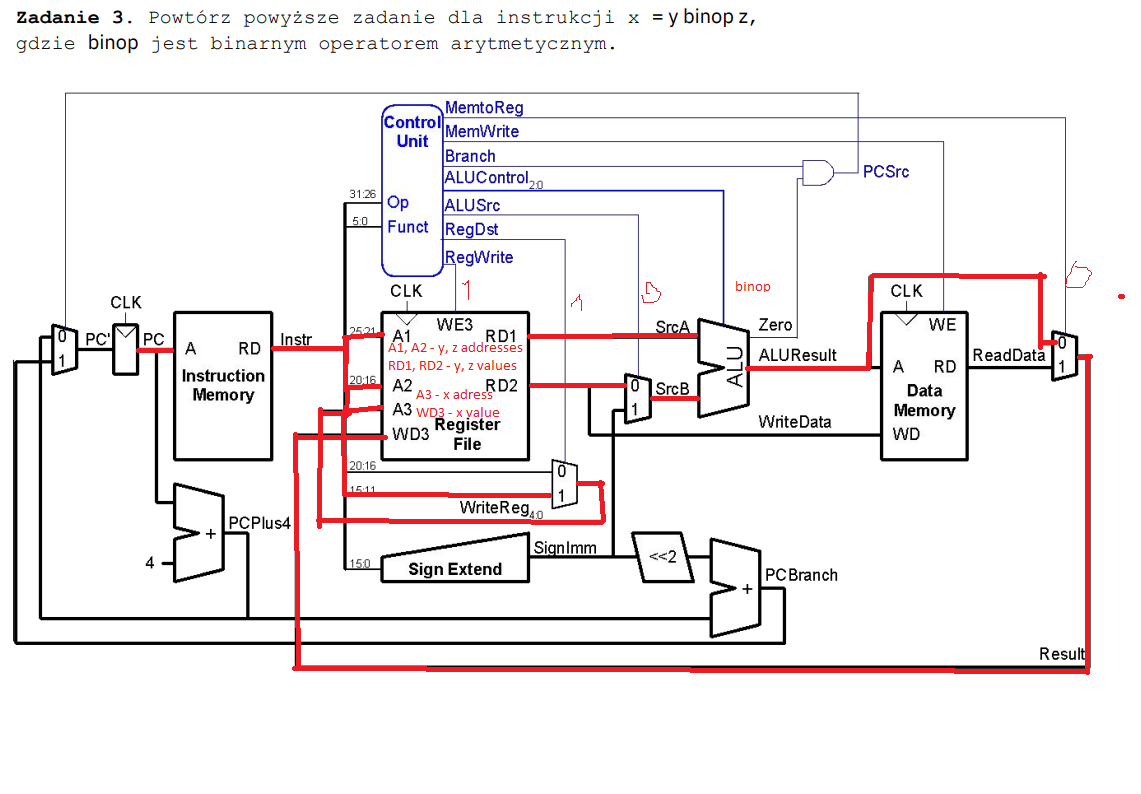 Zadanie 3. Powtórz powyższe zadanie dla instrukcji x = y binop z,
gdzie binop jest binarnym operatorem arytmetycznym.
MemtoReg
Control
Unit
MemWrite
Branch
ALUControl 2:0
PCSrc
31:26
Op
ALUSrc
5:0
Funct
RegDst
RegWrite
1
1
0
binop
0
CLK
CLK
CLK
WE3
SrcA
Zero
WE
0
1
PC'
PC
A
RD
Instr
25:21
A1
RD1
A1, A2 - y, z addresses
RD1, RD2 - y, z values
ALU
ALUResult
A
RD
ReadData
0
1
Instruction
Memory
20:16
A2
RD2
0
1
SrcB
Data
Memory
A3 - x adress
A3
WD3 - x value
Register
File
WD3
WriteData
WD
20:16
0
15:11
1
WriteReg 4:0
PCPlus4
+
4
SignImm
<<2
15:0
Sign Extend
+
PCBranch
Result